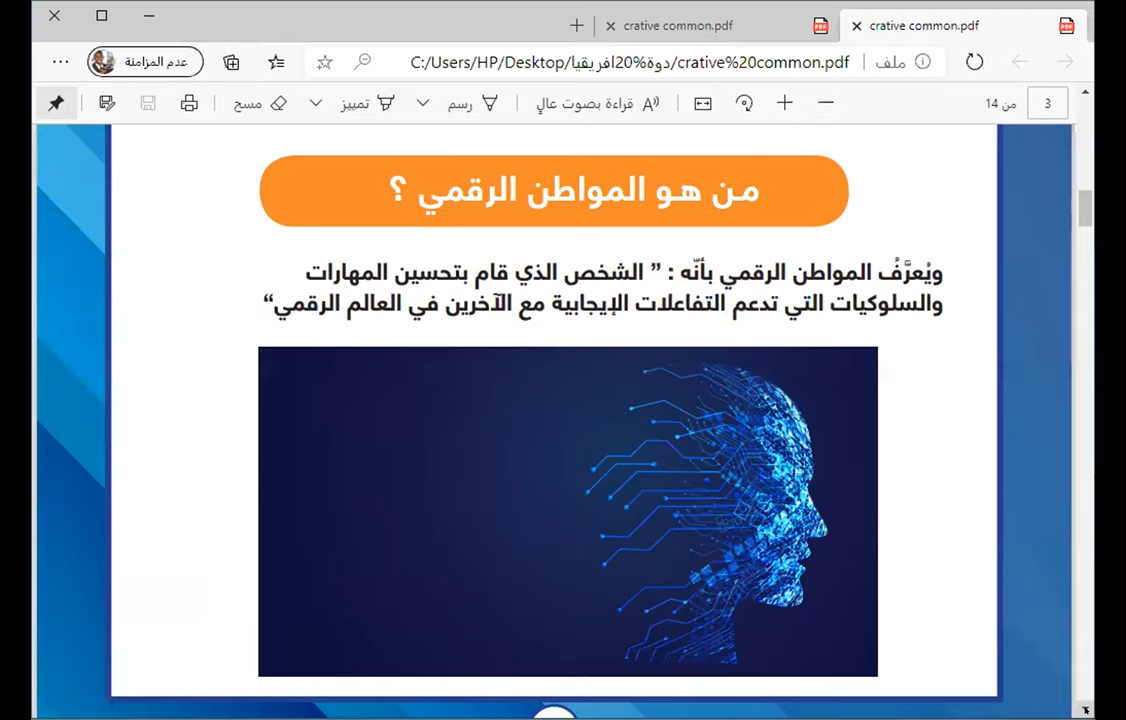 crative common.pdf
crative common.pdf
عدم المزامنة
C:/Users/HP/Desktop/دوة%20افريقيا/crative%20common.pdf
ملف
3
من 14
قراءة بصوت عالٍ
رسم
تمييز
مسح
من هو المواطن الرقمي ؟
ويُعرَّفُ المواطن الرقمي بأنّه : ” الشخص الذي قام بتحسين المهارات
والسلوكيات التي تدعم التفاعلات الإيجابية مع الآخرين في العالم الرقمي“